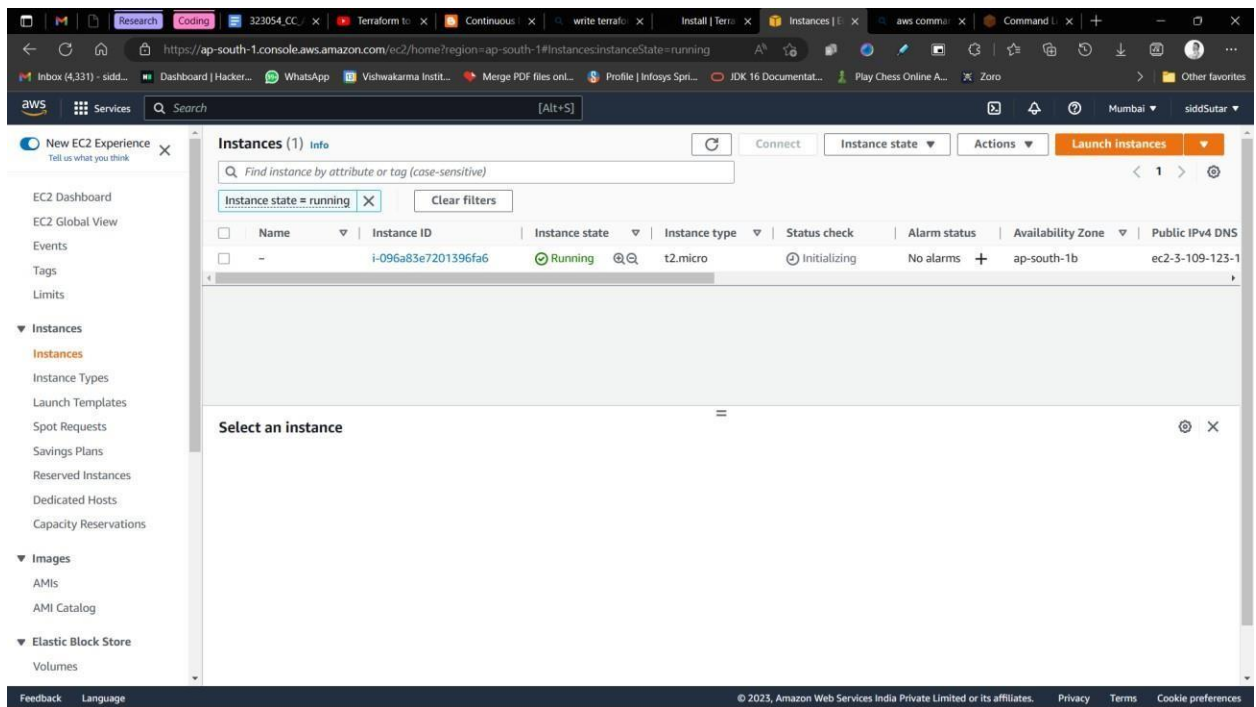 Research Coding 323054_CC_/ Terraform to Continuous write terrafo Install | Terra Instances | E aws commar Command Li
https://ap-south-1.console.aws.amazon.com/ec2/home?region=ap-south-1#Instances:instanceState=running
Inbox (4,331) - sidd... Dashboard | Hacker... WhatsApp Vishwakarma Instit... Merge PDF files onl... Profile | Infosys Spri... JDK 16 Documentat... Play Chess Online A... Zoro Other favorites
aws Services Search [Alt+S] Mumbai siddSutar
New EC2 Experience
Tell us what you think
EC2 Dashboard
EC2 Global View
Events
Tags
Limits
Instances
Instances
Instance Types
Launch Templates
Spot Requests
Savings Plans
Reserved Instances
Dedicated Hosts
Capacity Reservations
Images
AMIs
AMI Catalog
Elastic Block Store
Volumes
Instances (1) Info Connect Instance state Actions Launch instances
Find instance by attribute or tag (case-sensitive) 1
Instance state = running Clear filters
Name Instance ID Instance state Instance type Status check Alarm status Availability Zone Public IPv4 DNS
– i-096a83e7201396fa6 Running t2.micro Initializing No alarms + ap-south-1b ec2-3-109-123-1
Select an instance
Feedback Language © 2023, Amazon Web Services India Private Limited or its affiliates. Privacy Terms Cookie preferences